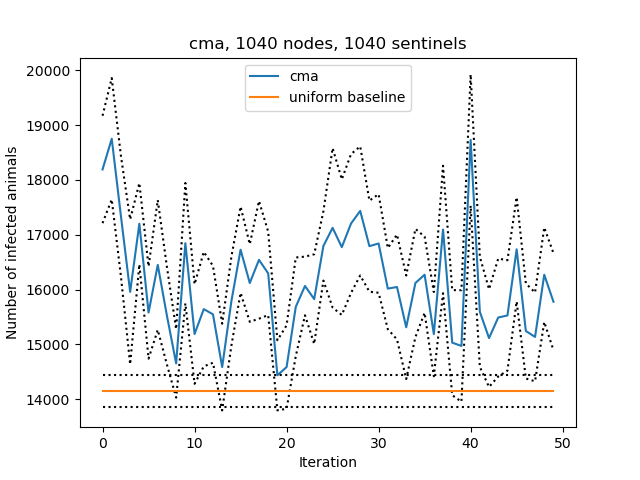 cma, 1040 nodes, 1040 sentinels
cma
uniform baseline
20000
19000
18000
17000
16000
15000
14000
Number of infected animals
0 10 20 30 40 50
Iteration